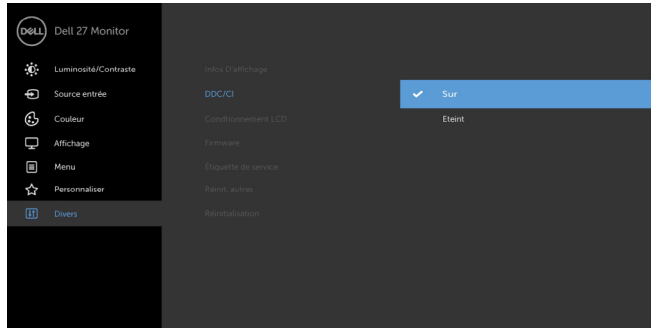 DELL
Dell 27 Monitor
Luminosité/Contraste
Source entrée
Couleur
Affichage
Menu
Personnaliser
Divers
Infos D'affichage
DDC/CI
Condtionnement LCD
Firmware
Étiquette de service
Réinit. autres
Réinitialisation
Sur
Eteint